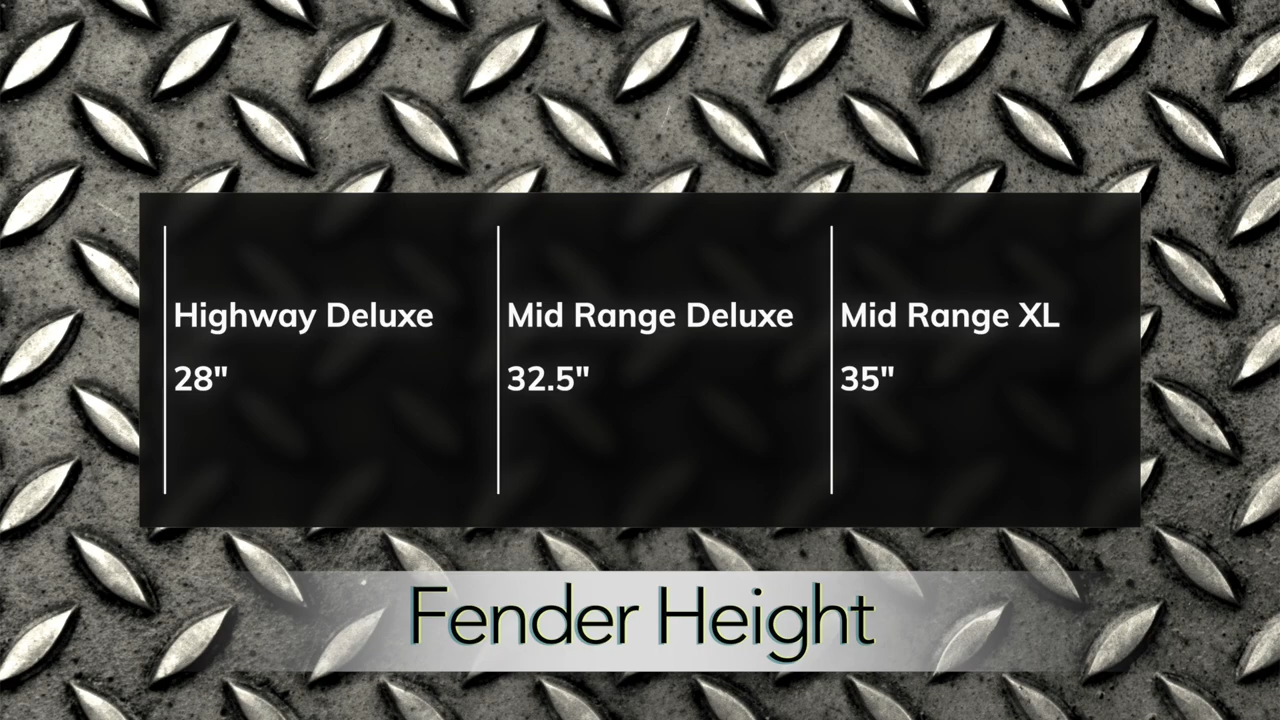 Highway Deluxe
28"
Mid Range Deluxe
32.5"
Mid Range XL
35"
Fender Height